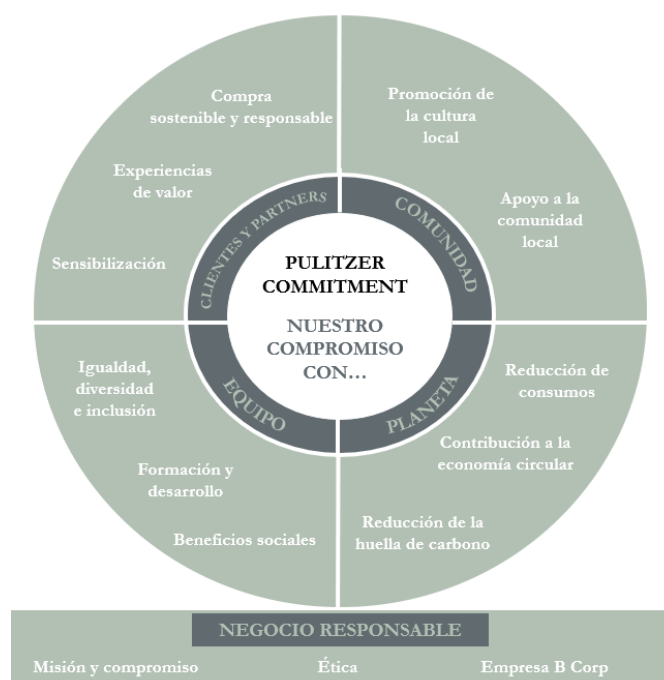 Compra
sostenible y responsable
Experiencias
de valor
Sensibilización
CLIENTES Y PARTNERS
Promoción de
la cultura
local
Apoyo a la
comunidad
local
COMUNIDAD
PULITZER
COMMITMENT
NUESTRO
COMPROMISO
CON…
Igualdad,
diversidad
e inclusión
Formación y
desarrollo
Beneficios sociales
EQUIPO
PLANETA
Reducción de
consumos
Contribución a la
economía circular
Reducción de la
huella de carbono
NEGOCIO RESPONSABLE
Misión y compromiso
Ética
Empresa B Corp